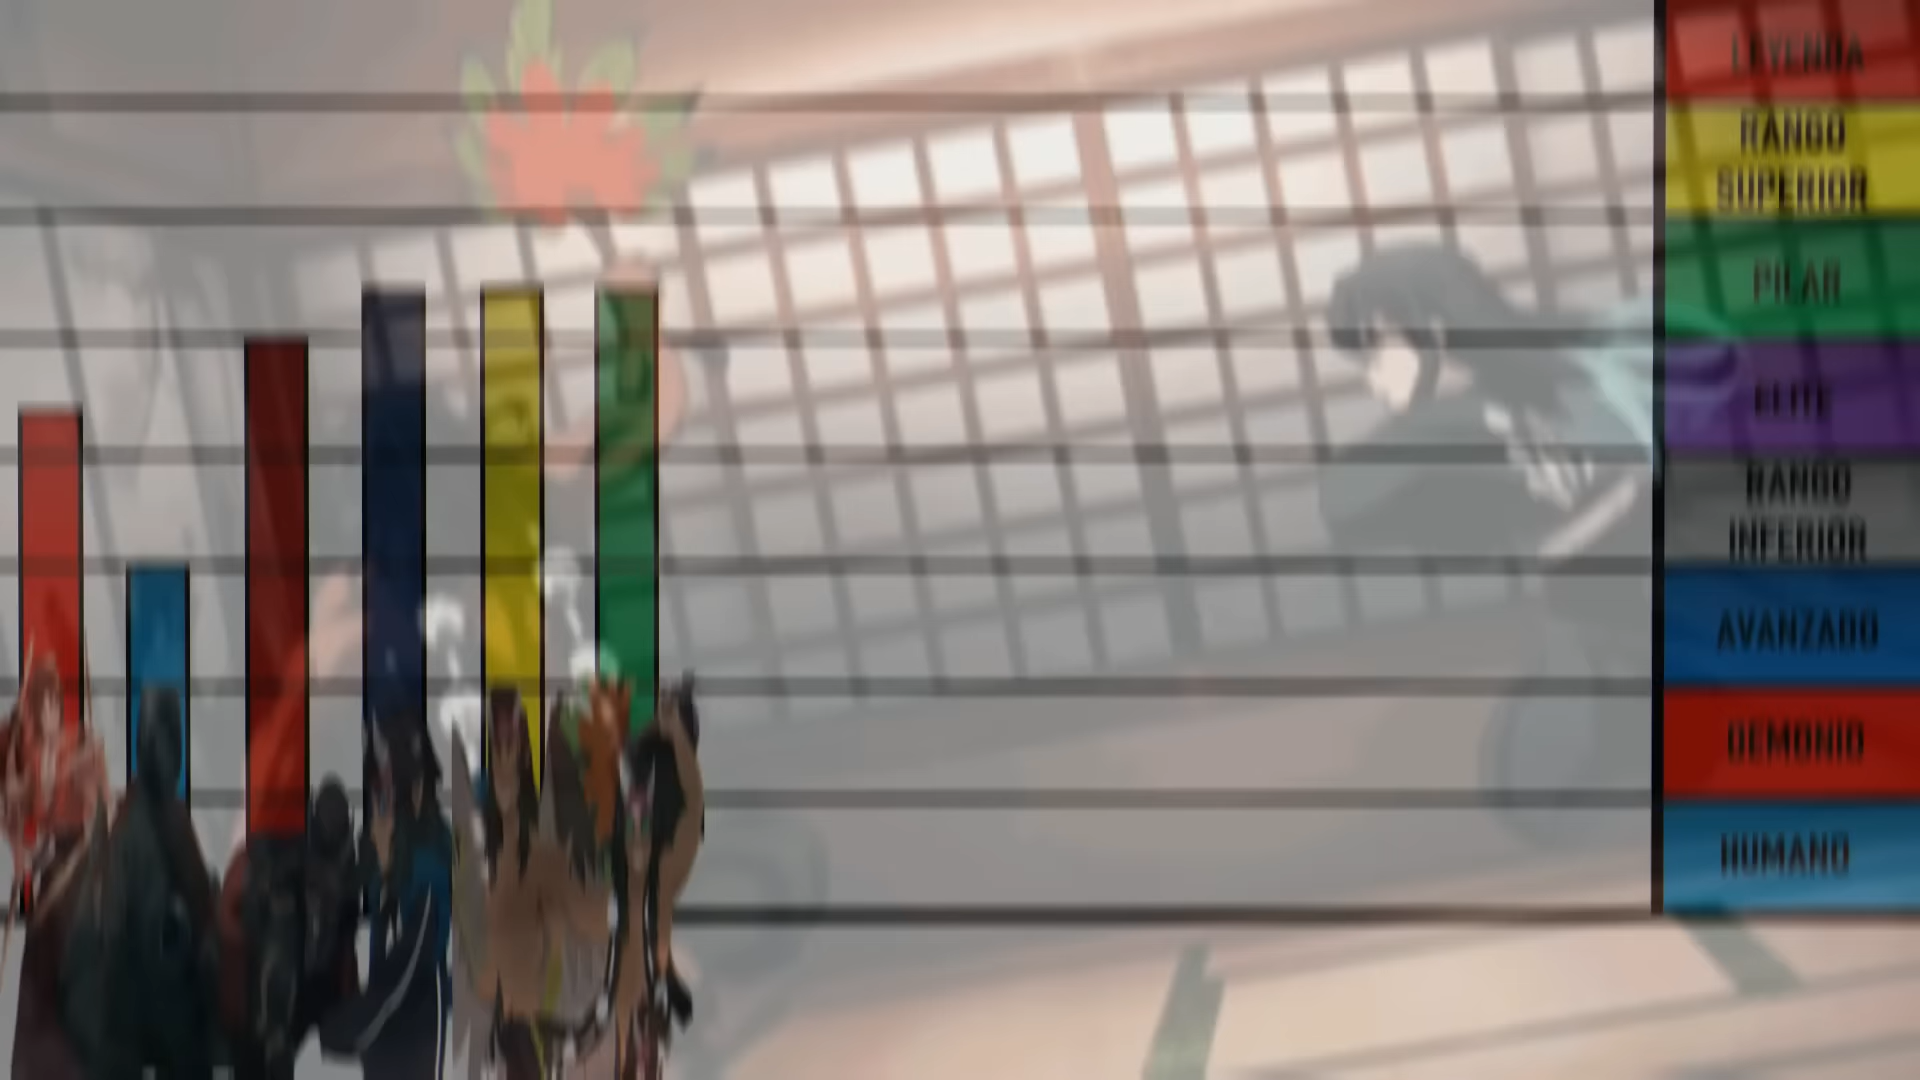 LEYENDA
RANGO
SUPERIOR
PILAR
ELITE
RANGO
INFERIOR
AVANZADO
DEMONIO
HUMANO